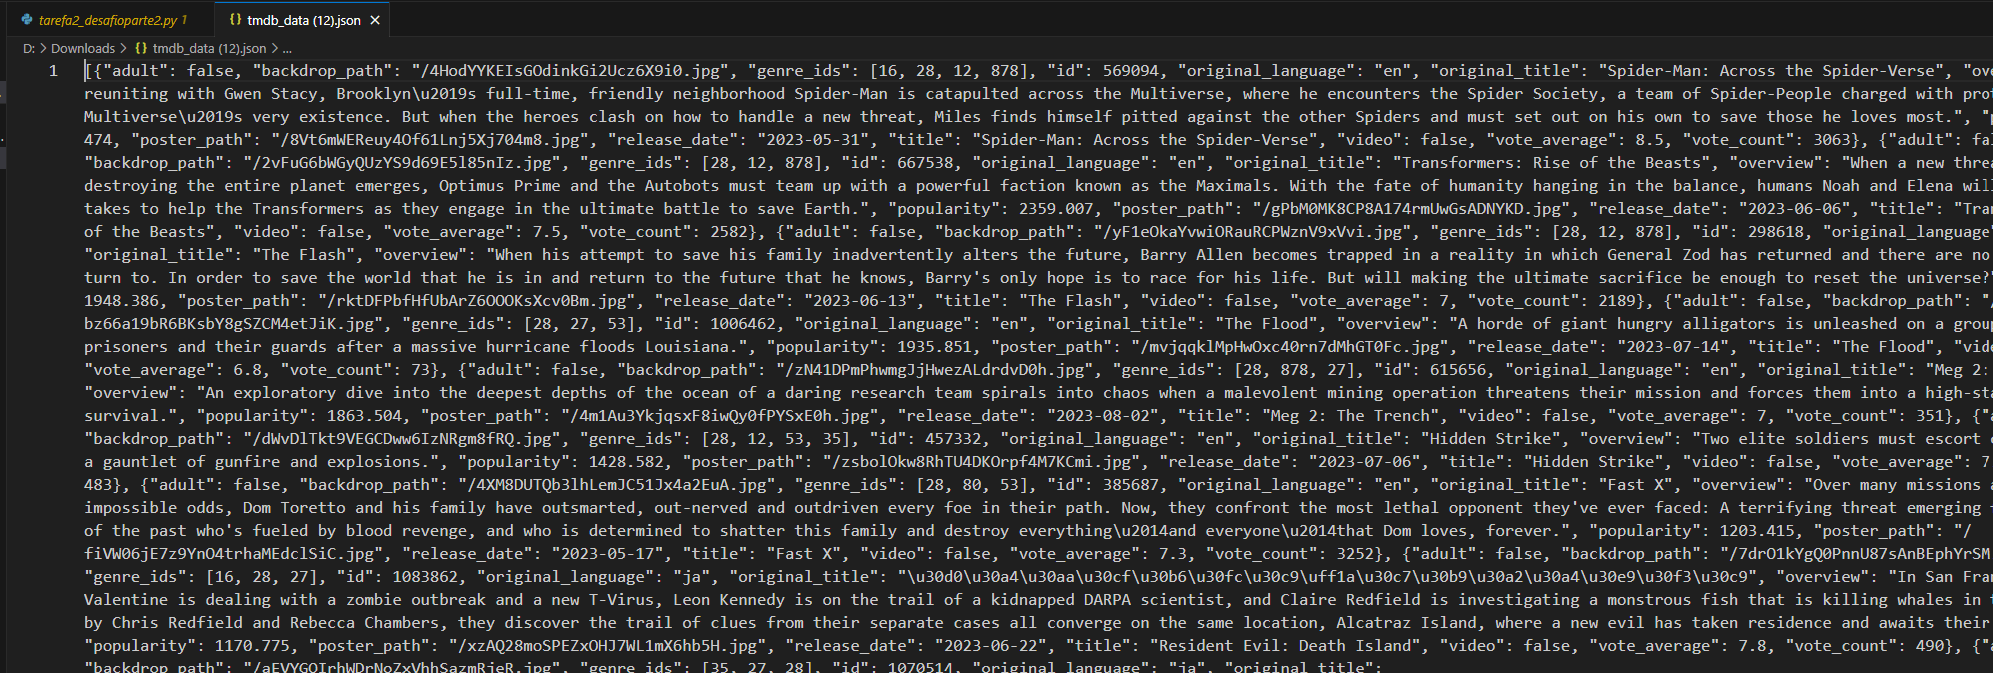 tarefa2_desafioparte2.py 1
{} tmdb_data (12).json ×
D: > Downloads > {} tmdb_data (12).json > ...
1 [{"adult": false, "backdrop_path": "/4HodYYKEIsGOdinkGi2Ucz6X9i0.jpg", "genre_ids": [16, 28, 12, 878], "id": 569094, "original_language": "en", "original_title": "Spider-Man: Across the Spider-Verse",
reuniting with Gwen Stacy, Brooklyn\u2019s full-time, friendly neighborhood Spider-Man is catapulted across the Multiverse, where he encounters the Spider Society, a team of Spider-People charged with
Multiverse\u2019s very existence. But when the heroes clash on how to handle a new threat, Miles finds himself pitted against the other Spiders and must set out on his own to save those he loves most.",
474, "poster_path": "/8Vt6mWEReuy4Of61Lnj5Xj704m8.jpg", "release_date": "2023-05-31", "title": "Spider-Man: Across the Spider-Verse", "video": false, "vote_average": 8.5, "vote_count": 3063}, {"adult":
"backdrop_path": "/2vFuG6bWGyQUzYS9d69E5l85nIz.jpg", "genre_ids": [28, 12, 878], "id": 667538, "original_language": "en", "original_title": "Transformers: Rise of the Beasts", "overview": "When a new
destroying the entire planet emerges, Optimus Prime and the Autobots must team up with a powerful faction known as the Maximals. With the fate of humanity hanging in the balance, humans Noah and Elena
takes to help the Transformers as they engage in the ultimate battle to save Earth.", "popularity": 2359.007, "poster_path": "/gPbM0MK8CP8A174rmUwGsADNYKD.jpg", "release_date": "2023-06-06", "title":
of the Beasts", "video": false, "vote_average": 7.5, "vote_count": 2582}, {"adult": false, "backdrop_path": "/yF1eOkaYvwiORauRCPWznV9xVvi.jpg", "genre_ids": [28, 12, 878], "id": 298618, "original_language"
"original_title": "The Flash", "overview": "When his attempt to save his family inadvertently alters the future, Barry Allen becomes trapped in a reality in which General Zod has returned and there are no
turn to. In order to save the world that he is in and return to the future that he knows, Barry's only hope is to race for his life. But will making the ultimate sacrifice be enough to reset the universe?
1948.386, "poster_path": "/rktDFPbfHfUbArZ6OOOKsXcv0Bm.jpg", "release_date": "2023-06-13", "title": "The Flash", "video": false, "vote_average": 7, "vote_count": 2189}, {"adult": false, "backdrop_path":
bz66a19bR6BKsbY8gSZCM4etJiK.jpg", "genre_ids": [28, 27, 53], "id": 1006462, "original_language": "en", "original_title": "The Flood", "overview": "A horde of giant hungry alligators is unleashed on a
prisoners and their guards after a massive hurricane floods Louisiana.", "popularity": 1935.851, "poster_path": "/mvjqqklMpHwOxc40rn7dMhGT0Fc.jpg", "release_date": "2023-07-14", "title": "The Flood",
"vote_average": 6.8, "vote_count": 73}, {"adult": false, "backdrop_path": "/zN41DPmPhwmgJjHwezALdrdvD0h.jpg", "genre_ids": [28, 878, 27], "id": 615656, "original_language": "en", "original_title": "Meg 2:
"overview": "An exploratory dive into the deepest depths of the ocean of a daring research team spirals into chaos when a malevolent mining operation threatens their mission and forces them into a
survival.", "popularity": 1863.504, "poster_path": "/4m1Au3YkjqsxF8iwQy0fPYSxE0h.jpg", "release_date": "2023-08-02", "title": "Meg 2: The Trench", "video": false, "vote_average": 7, "vote_count": 351},
"backdrop_path": "/dWvDlTkt9VEGCDww6IzNRgm8fRQ.jpg", "genre_ids": [28, 12, 53, 35], "id": 457332, "original_language": "en", "original_title": "Hidden Strike", "overview": "Two elite soldiers must escort
a gauntlet of gunfire and explosions.", "popularity": 1428.582, "poster_path": "/zsbolOkw8RhTU4DKOrpf4M7KCmi.jpg", "release_date": "2023-07-06", "title": "Hidden Strike", "video": false, "vote_average": 7
483}, {"adult": false, "backdrop_path": "/4XM8DUTQb3lhLemJC51Jx4a2EuA.jpg", "genre_ids": [28, 80, 53], "id": 385687, "original_language": "en", "original_title": "Fast X", "overview": "Over many missions
impossible odds, Dom Toretto and his family have outsmarted, out-nerved and outdriven every foe in their path. Now, they confront the most lethal opponent they've ever faced: A terrifying threat emerging
of the past who's fueled by blood revenge, and who is determined to shatter this family and destroy everything\u2014and everyone\u2014that Dom loves, forever.", "popularity": 1203.415, "poster_path": "/
fiVW06jE7z9YnO4trhaMEdclSiC.jpg", "release_date": "2023-05-17", "title": "Fast X", "video": false, "vote_average": 7.3, "vote_count": 3252}, {"adult": false, "backdrop_path": "/7drO1kYgQ0PnnU87sAnBEphYrSM
"genre_ids": [16, 28, 27], "id": 1083862, "original_language": "ja", "original_title": "\u30d0\u30a4\u30aa\u30cf\u30b6\u30fc\u30c9\uff1a\u30c7\u30b9\u30a2\u30a4\u30e9\u30f3\u30c9", "overview": "In San
Valentine is dealing with a zombie outbreak and a new T-Virus, Leon Kennedy is on the trail of a kidnapped DARPA scientist, and Claire Redfield is investigating a monstrous fish that is killing whales in
by Chris Redfield and Rebecca Chambers, they discover the trail of clues from their separate cases all converge on the same location, Alcatraz Island, where a new evil has taken residence and awaits their
"popularity": 1170.775, "poster_path": "/xzAQ28moSPEZxOHJ7WL1mX6hb5H.jpg", "release_date": "2023-06-22", "title": "Resident Evil: Death Island", "video": false, "vote_average": 7.8, "vote_count": 490},
"backdrop_path": "/aEVYGOIrhWDrNoZxVhhSazmRjeR.jpg", "genre_ids": [35, 27, 28], "id": 1070514, "original_language": "ja", "original_title":